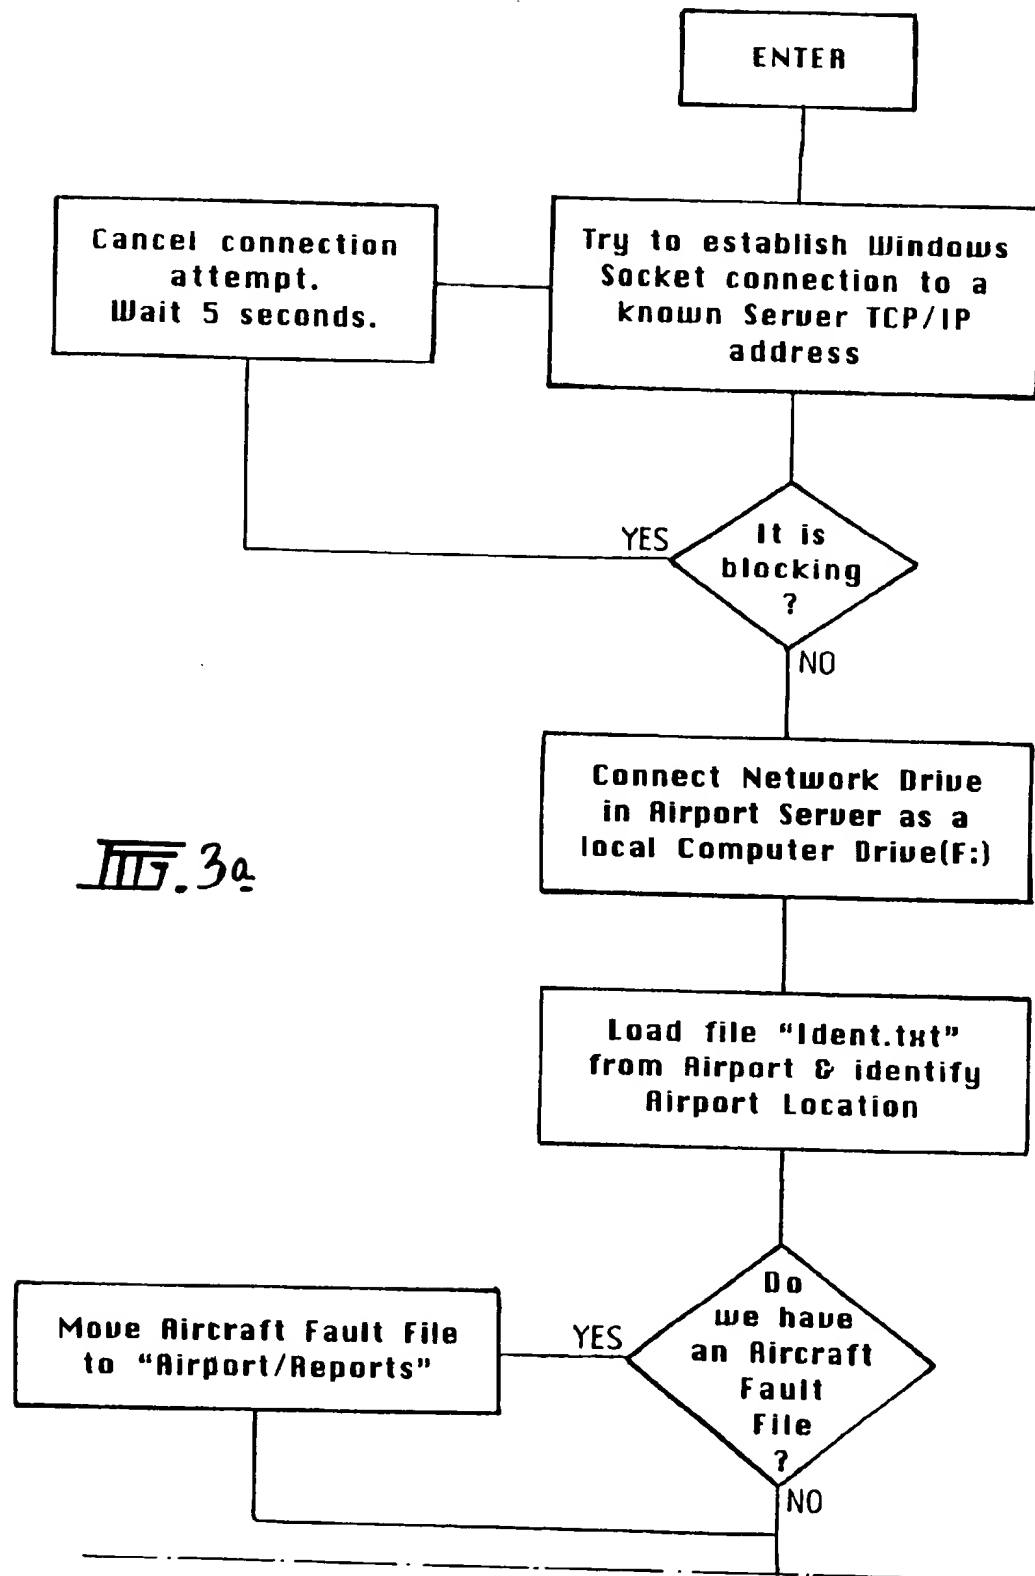 ENTER
Cancel connection
attempt.
Wait 5 seconds.
Try to establish Windows
Socket connection to a
known Server TCP/IP
address
YES
It is
blocking
?
NO
Connect Network Drive
in Airport Server as a
local Computer Drive(F:)
FIG. 3a
Load file “Ident.txt”
from Airport & identify
Airport Location
Move Aircraft Fault File
to “Airport/Reports”
YES
Do
we have
an Aircraft
Fault
File
?
NO